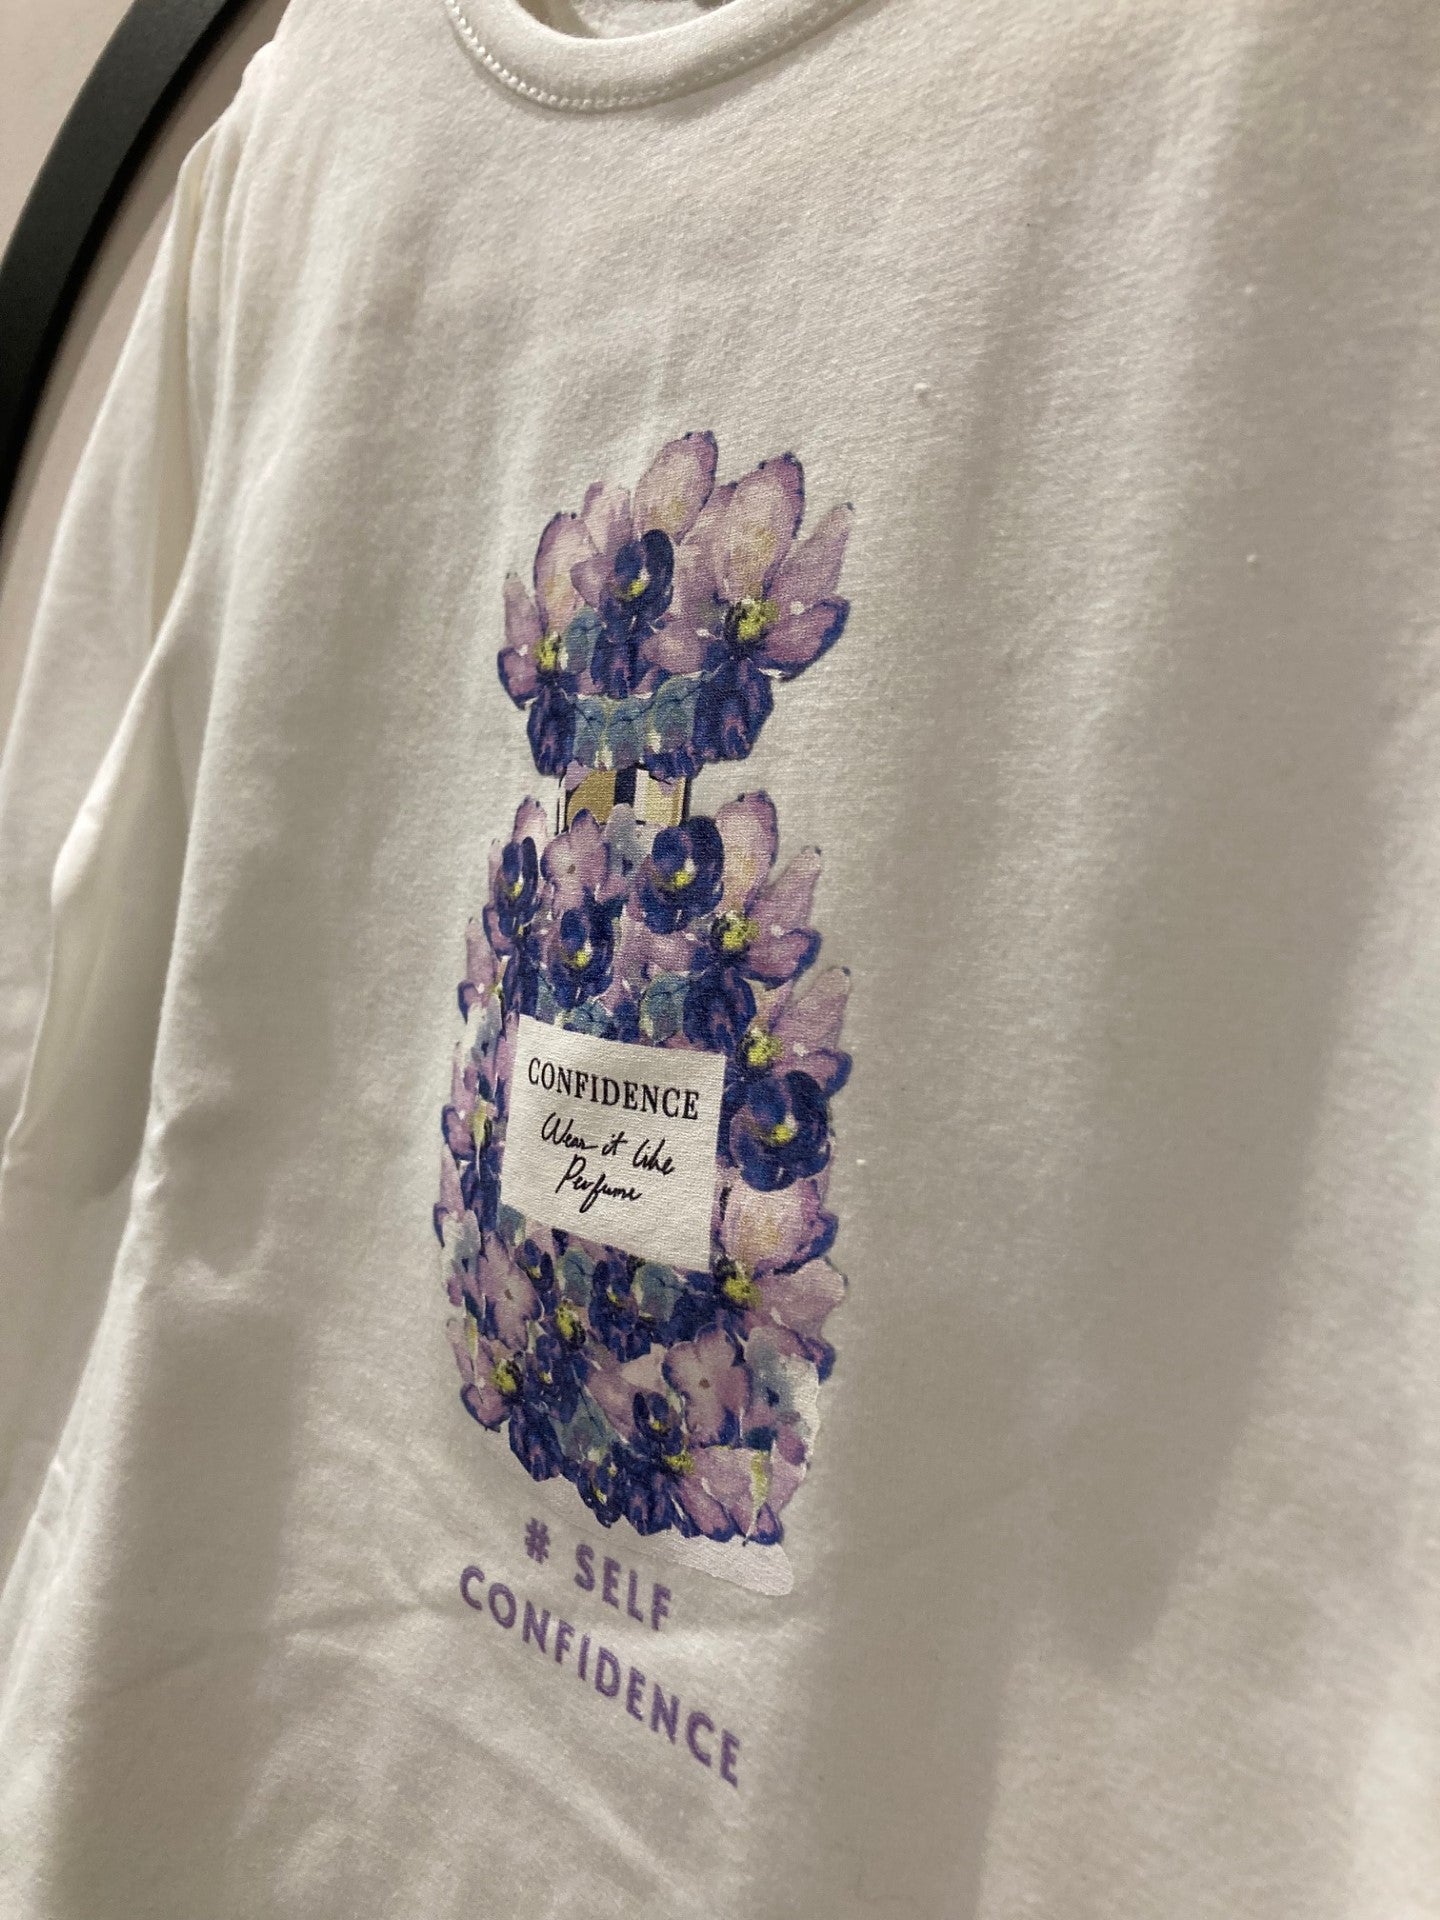 CONFIDENCE
Wear it like
Perfume
# SELF
CONFIDENCE